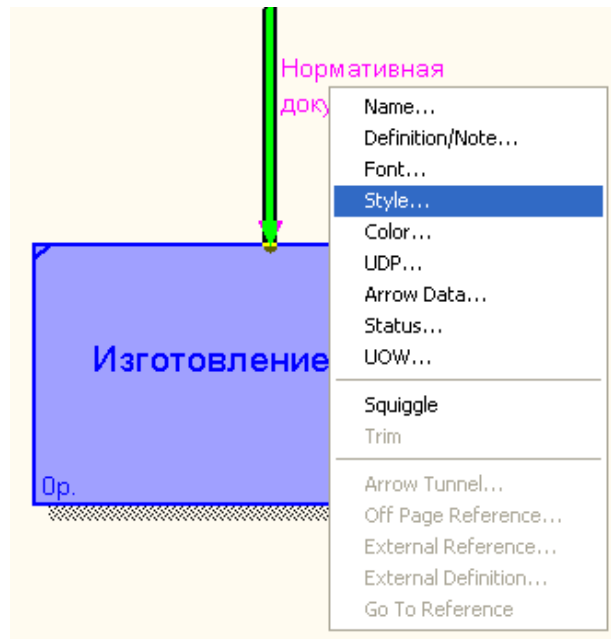 Нормативная
Name...
Definition/Note...
Font...
Style...
Color...
UDP...
Arrow Data...
Status...
UOW...
Squiggle
Trim
Arrow Tunnel...
Off Page Reference...
External Reference...
External Definition...
Go To Reference
Изготовление
0р.